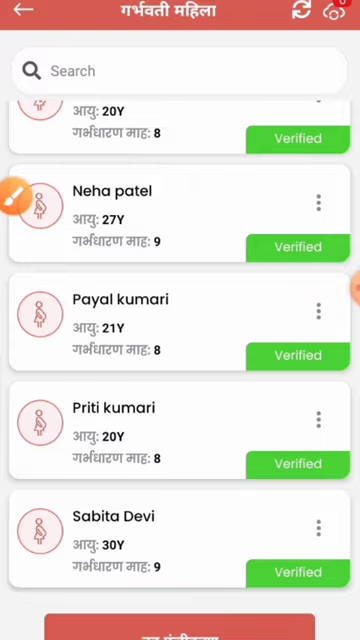 गर्भवती महिला
0
Search
आयु: 20Y
गर्भधारण माह: 8
Verified
Neha patel
आयु: 27Y
गर्भधारण माह: 9
Verified
Payal kumari
आयु: 21Y
गर्भधारण माह: 8
Verified
Priti kumari
आयु: 20Y
गर्भधारण माह: 8
Verified
Sabita Devi
आयु: 30Y
गर्भधारण माह: 9
Verified